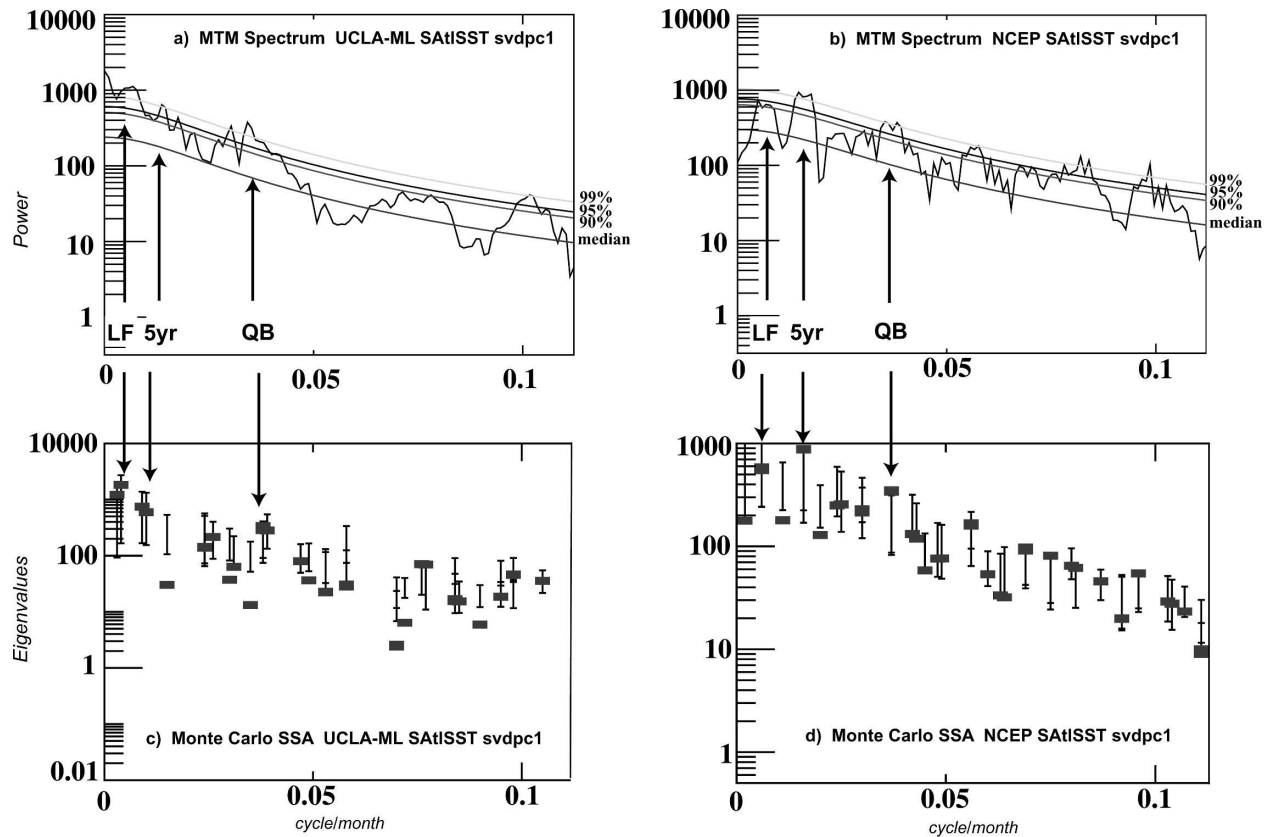 a) MTM Spectrum UCLA-ML SAtlSST svdpc1
10000
1000
100
10
1
Power
99%
95%
90%
median
LF 5yr QB
0 0.05 0.1
b) MTM Spectrum NCEP SAtlSST svdpc1
10000
1000
100
10
1
99%
95%
90%
median
LF 5yr QB
0 0.05 0.1
10000
100
1
0.01
Eigenvalues
c) Monte Carlo SSA UCLA-ML SAtlSST svdpc1
0 0.05 0.1
cycle/month
1000
100
10
1
d) Monte Carlo SSA NCEP SAtlSST svdpc1
0 0.05 0.1
cycle/month